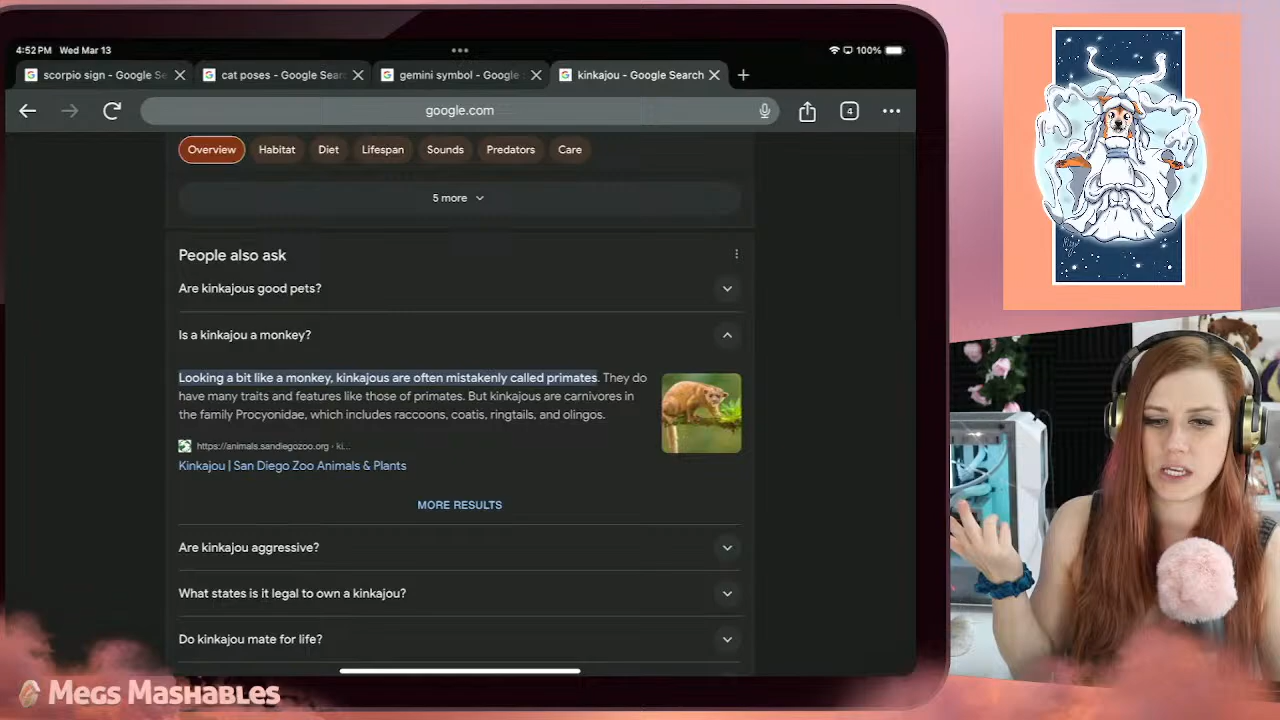 4:52 PM Wed Mar 13
100%
scorpio sign - Google Se
cat poses - Google Searc
gemini symbol - Google
kinkajou - Google Search
google.com
4
Overview
Habitat
Diet
Lifespan
Sounds
Predators
Care
5 more
People also ask
Are kinkajous good pets?
Is a kinkajou a monkey?
Looking a bit like a monkey, kinkajous are often mistakenly called primates. They do
have many traits and features like those of primates. But kinkajous are carnivores in
the family Procyonidae, which includes raccoons, coatis, ringtails, and olingos.
https://animals.sandiegozoo.org › ki...
Kinkajou | San Diego Zoo Animals & Plants
MORE RESULTS
Are kinkajou aggressive?
What states is it legal to own a kinkajou?
Do kinkajou mate for life?
Megs Mashables